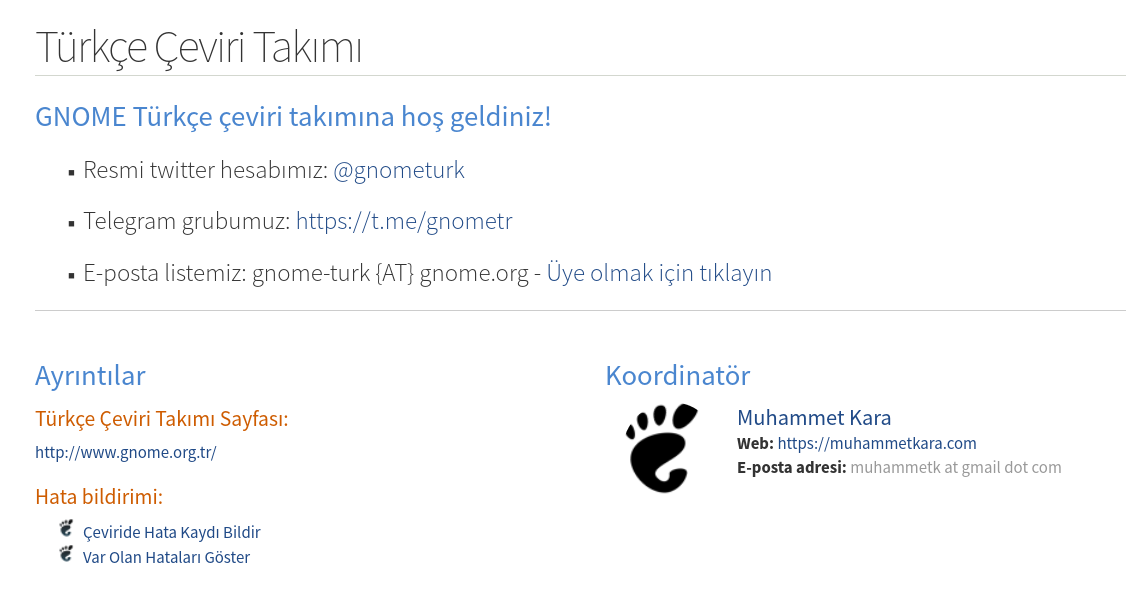 Türkçe Çeviri Takımı
GNOME Türkçe çeviri takımına hoş geldiniz!
Resmi twitter hesabımız: @gnometurk
Telegram grubumuz: https://t.me/gnometr
E-posta listemiz: gnome-turk {AT} gnome.org - Üye olmak için tıklayın
Ayrıntılar
Türkçe Çeviri Takımı Sayfası:
http://www.gnome.org.tr/
Hata bildirimi:
Çeviride Hata Kaydı Bildir
Var Olan Hataları Göster
Koordinatör
Muhammet Kara
Web: https://muhammetkara.com
E-posta adresi: muhammetk at gmail dot com